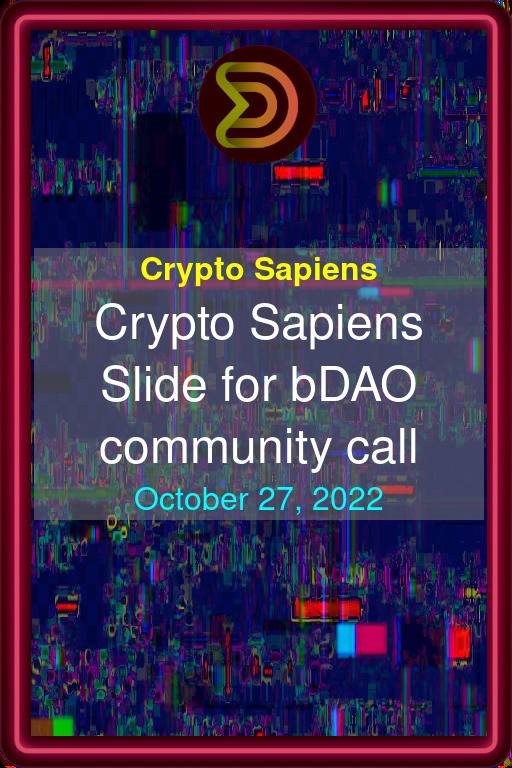 Crypto Sapiens
Crypto Sapiens
Slide for bDAO
community call
October 27, 2022